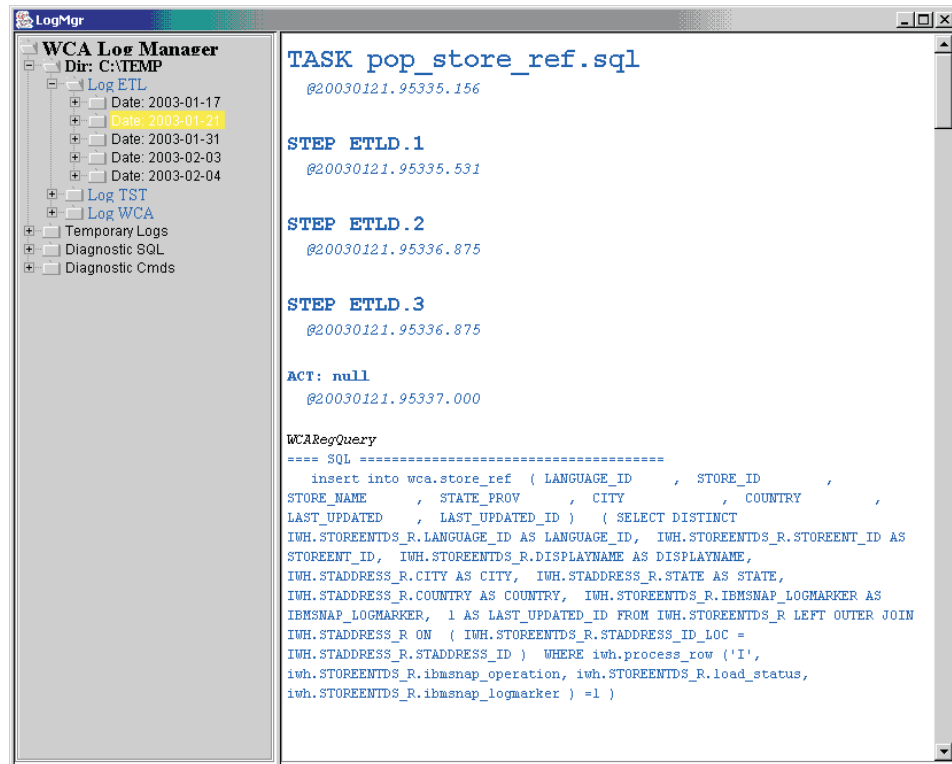 LogMgr
WCA Log Manager
Dir: C:\TEMP
Log ETL
Date: 2003-01-17
Date: 2003-01-21
Date: 2003-01-31
Date: 2003-02-03
Date: 2003-02-04
Log TST
Log WCA
Temporary Logs
Diagnostic SQL
Diagnostic Cmds
TASK pop_store_ref.sql
@20030121.95335.156
STEP ETLD.1
@20030121.95335.531
STEP ETLD.2
@20030121.95336.875
STEP ETLD.3
@20030121.95336.875
ACT: null
@20030121.95337.000
WCARegQuery
==== SQL ======================================
insert into wca.store_ref ( LANGUAGE_ID , STORE_ID ,
STORE_NAME , STATE_PROV , CITY , COUNTRY ,
LAST_UPDATED , LAST_UPDATED_ID ) ( SELECT DISTINCT
IWH.STOREENTDS_R.LANGUAGE_ID AS LANGUAGE_ID, IWH.STOREENTDS_R.STOREENT_ID AS
STOREENT_ID, IWH.STOREENTDS_R.DISPLAYNAME AS DISPLAYNAME,
IWH.STADDRESS_R.CITY AS CITY, IWH.STADDRESS_R.STATE AS STATE,
IWH.STADDRESS_R.COUNTRY AS COUNTRY, IWH.STOREENTDS_R.IBMSNAP_LOGMARKER AS
IBMSNAP_LOGMARKER, 1 AS LAST_UPDATED_ID FROM IWH.STOREENTDS_R LEFT OUTER JOIN
IWH.STADDRESS_R ON ( IWH.STOREENTDS_R.STADDRESS_ID_LOC =
IWH.STADDRESS_R.STADDRESS_ID ) WHERE iwh.process_row ('I',
iwh.STOREENTDS_R.ibmsnap_operation, iwh.STOREENTDS_R.load_status,
iwh.STOREENTDS_R.ibmsnap_logmarker ) =1 )